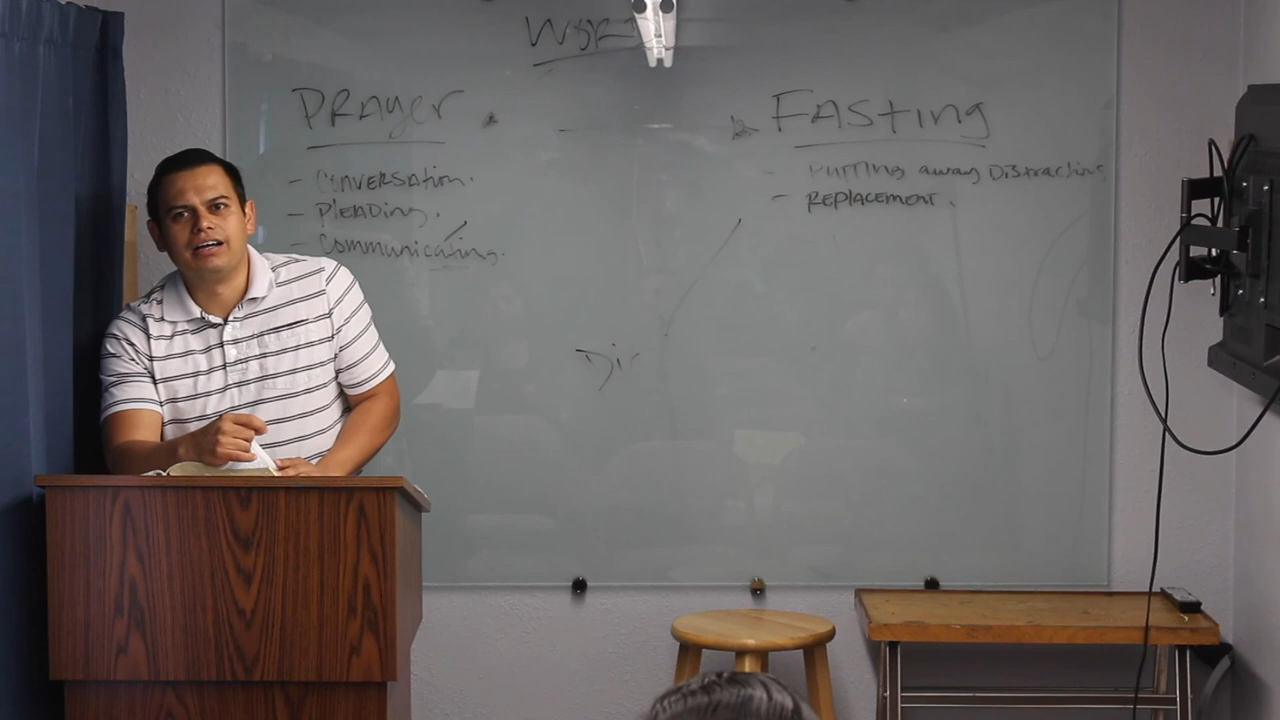 PRAyer
- CONVERSATION.
- PLEADING.
- Communicating.
FASting
- Putting away Distractions
- REPLACEMENT.